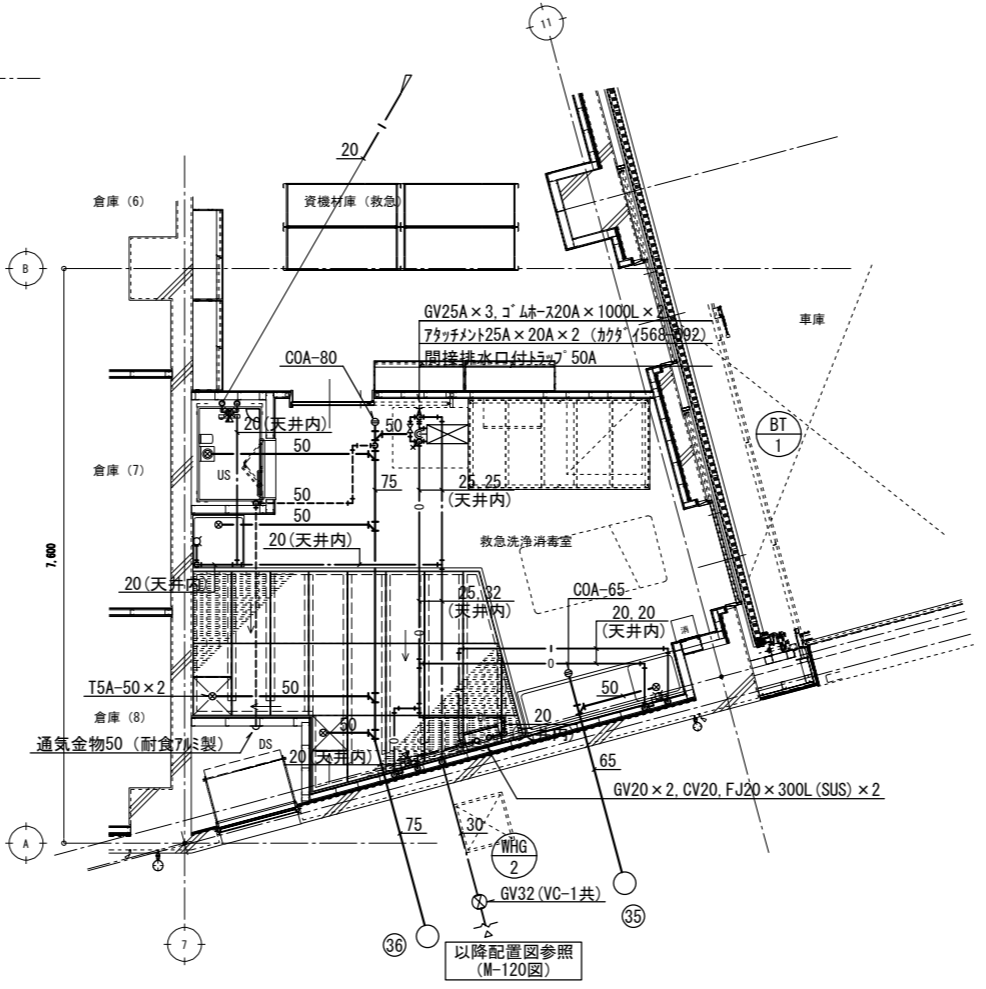 11
20
倉庫（6）
資機材庫（救急）
B
GV25A×3,ｺﾞﾑﾎｰｽ20A×1000L×2
車庫
ｱﾀｯﾁﾒﾝﾄ25A×20A×2 （ｶｸﾀﾞｲ568-092）
COA-80
間接排水口付ﾄﾗｯﾌﾟ50A
BT
1
20(天井内)
50
50
倉庫（7）
US
75
25,25
(天井内)
50
50
7,600
20(天井内)
救急洗浄消毒室
20(天井内)
25,32
(天井内)
COA-65
20,20
(天井内)
消
T5A-50×2
50
50
倉庫（8）
50
20
通気金物50（耐食ｱﾙﾐ製）
DS
20(天井内)
65
GV20×2,CV20,FJ20×300L(SUS)×2
A
75
30
WHG
2
GV32(VC-1共)
7
36
35
以降配置図参照
(M-120図)